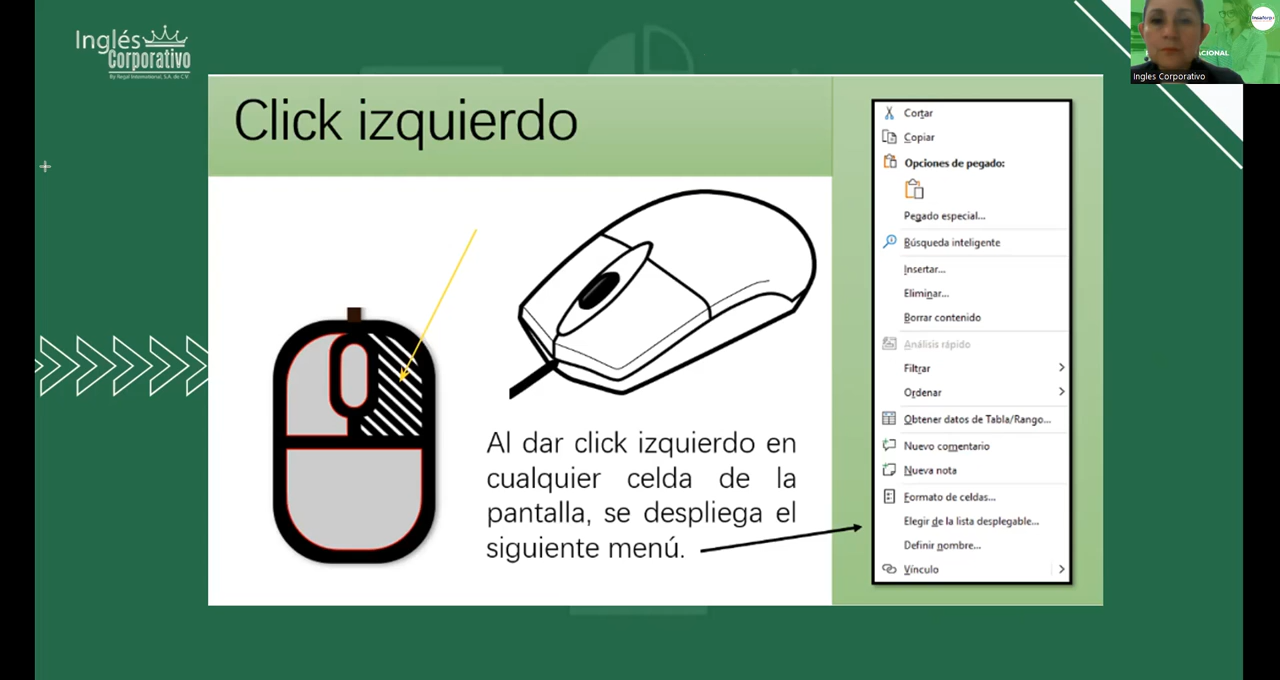 Inglés
Corporativo
By Regal International, S.A. de C.V.
Click izquierdo
Al dar click izquierdo en
cualquier celda de la
pantalla, se despliega el
siguiente menú.
Cortar
Copiar
Opciones de pegado:
Pegado especial...
Búsqueda inteligente
Insertar...
Eliminar...
Borrar contenido
Análisis rápido
Filtrar
Ordenar
Obtener datos de Tabla/Rango...
Nuevo comentario
Nueva nota
Formato de celdas...
Elegir de la lista desplegable...
Definir nombre...
Vínculo
Ingles Corporativo